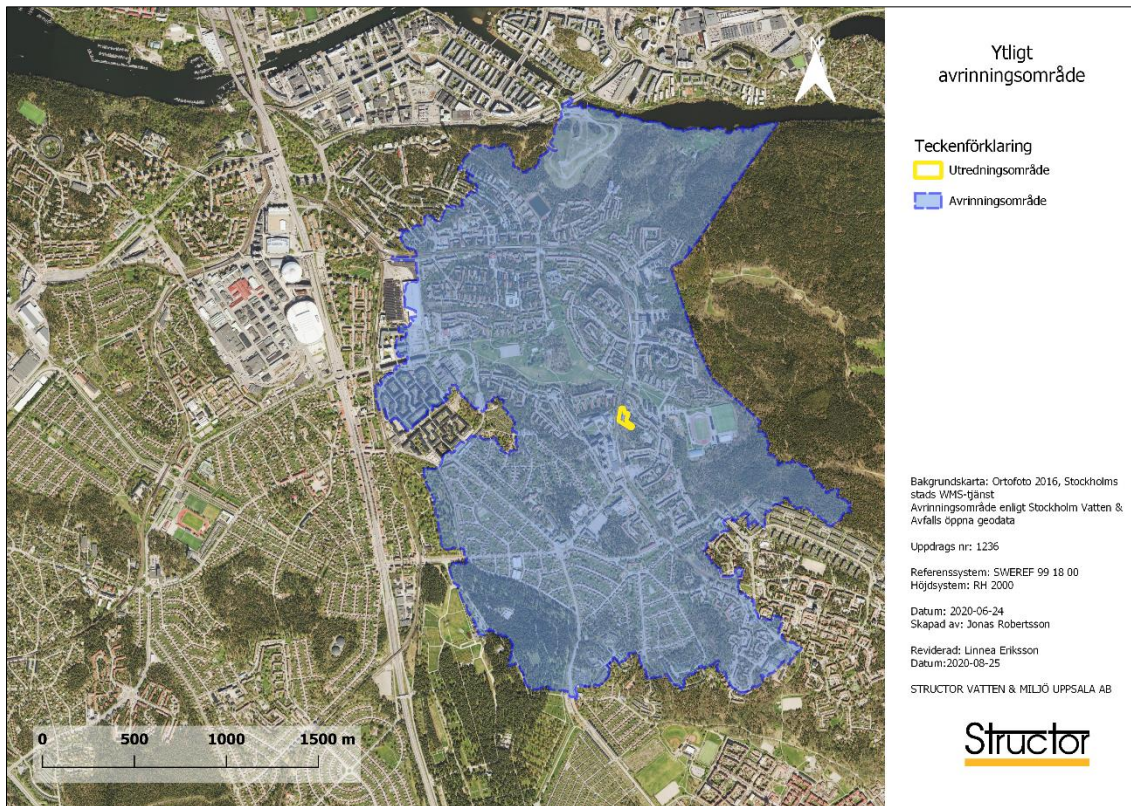 Ytligt
avrinningsområde
Teckenförklaring
Utredningsområde
Avrinningsområde
Bakgrundskarta: Ortofoto 2016, Stockholms
stads WMS-tjänst
Avrinningsområde enligt Stockholm Vatten &
Avfalls öppna geodata
Uppdrags nr: 1236
Referenssystem: SWEREF 99 18 00
Höjdsystem: RH 2000
Datum: 2020-06-24
Skapad av: Jonas Robertsson
Reviderad: Linnea Eriksson
Datum:2020-08-25
STRUCTOR VATTEN & MILJÖ UPPSALA AB
Structor
0 500 1000 1500 m